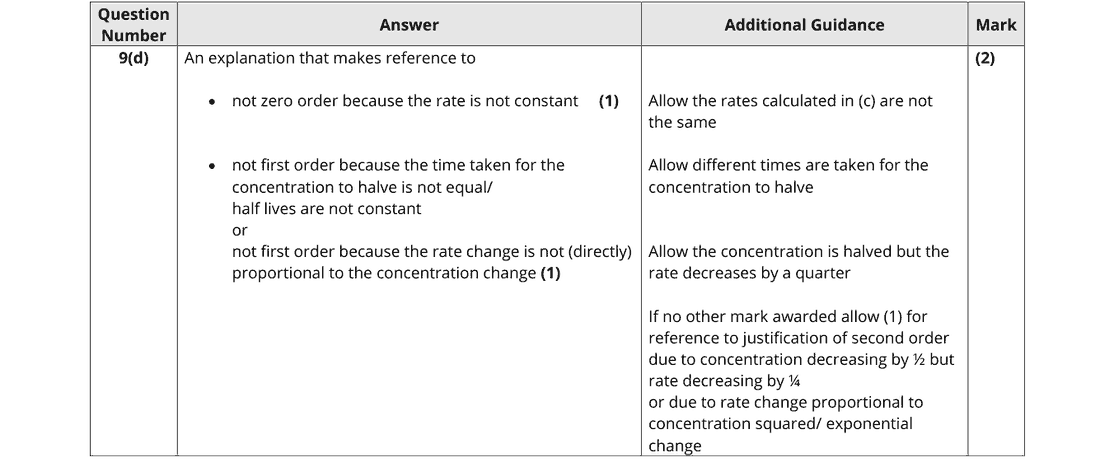 Question
Number
Answer
Additional Guidance
Mark
9(d)
An explanation that makes reference to
(2)
• not zero order because the rate is not constant (1)
Allow the rates calculated in (c) are not
the same
• not first order because the time taken for the
concentration to halve is not equal/
half lives are not constant
or
not first order because the rate change is not (directly)
proportional to the concentration change (1)
Allow different times are taken for the
concentration to halve
Allow the concentration is halved but the
rate decreases by a quarter
If no other mark awarded allow (1) for
reference to justification of second order
due to concentration decreasing by ½ but
rate decreasing by ¼
or due to rate change proportional to
concentration squared/ exponential
change